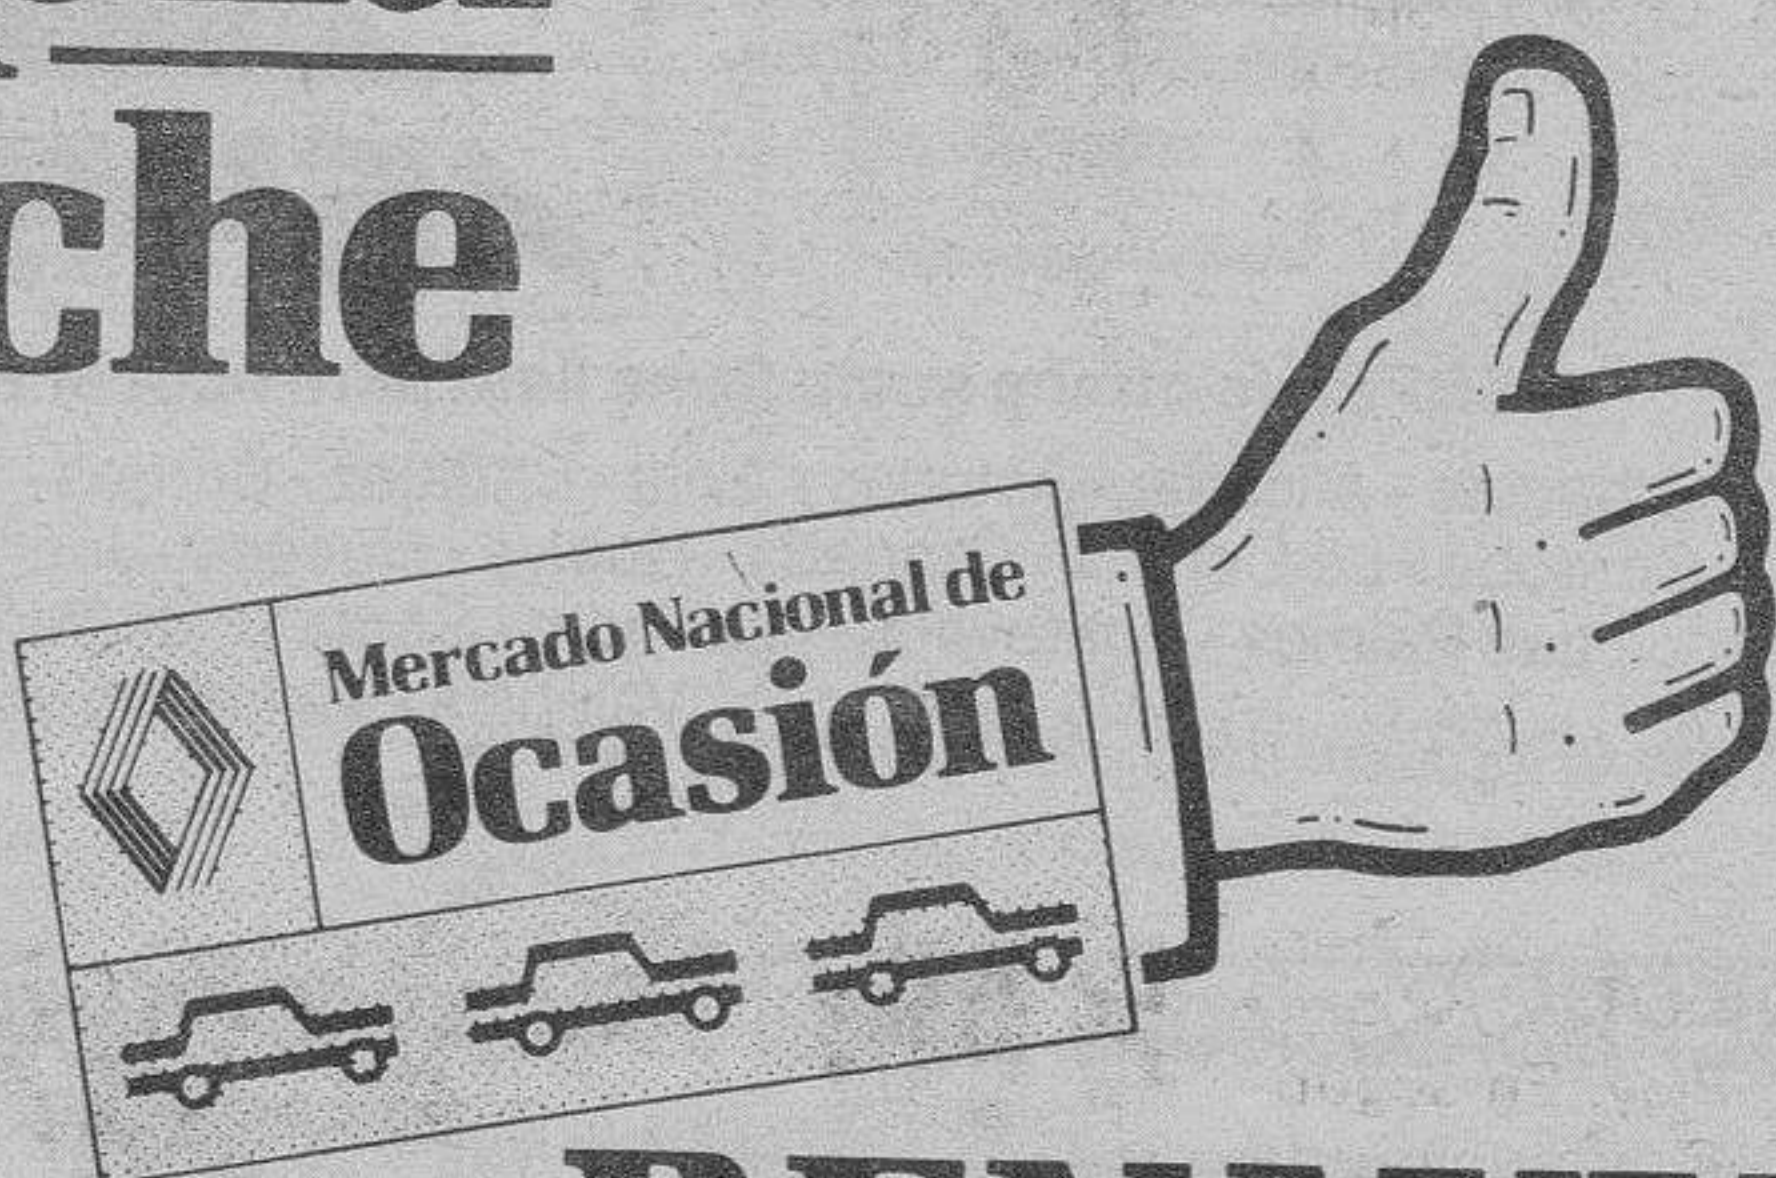 che
Mercado Nacional de
Ocasión